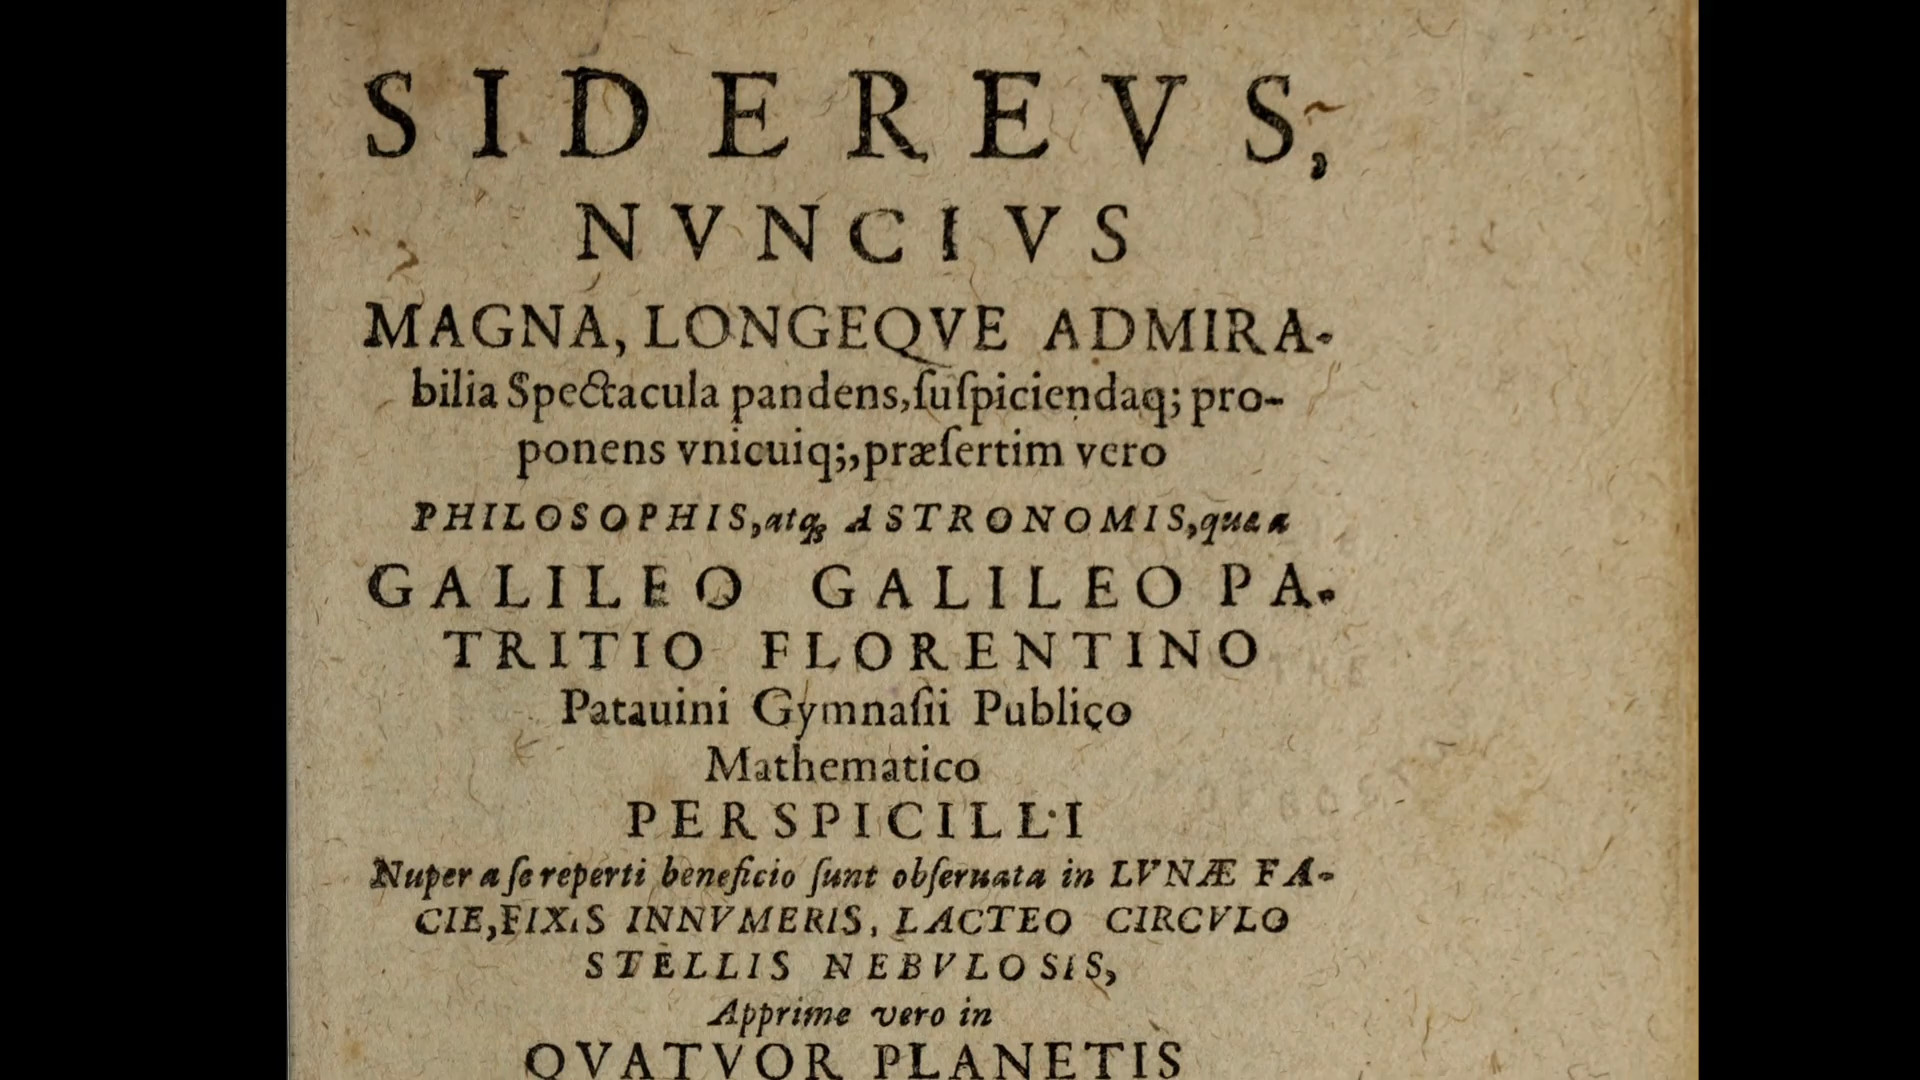 SIDEREVS,
NVNCIVS
MAGNA, LONGEQVE ADMIRA-
bilia Spectacula pandens, ſuſpiciendaq; pro-
ponens vnicuiq;, præſertim vero
PHILOSOPHIS, atq; ASTRONOMIS, quæ a
GALILEO GALILEO PA-
TRITIO FLORENTINO
Patauini Gymnaſii Publico
Mathematico
PERSPICILLI
Nuper a ſe reperti beneficio ſunt obſeruata in LVNÆ FA-
CIE, FIXIS INNVMERIS, LACTEO CIRCVLO
STELLIS NEBVLOSIS,
Apprime vero in
QVATVOR PLANETIS